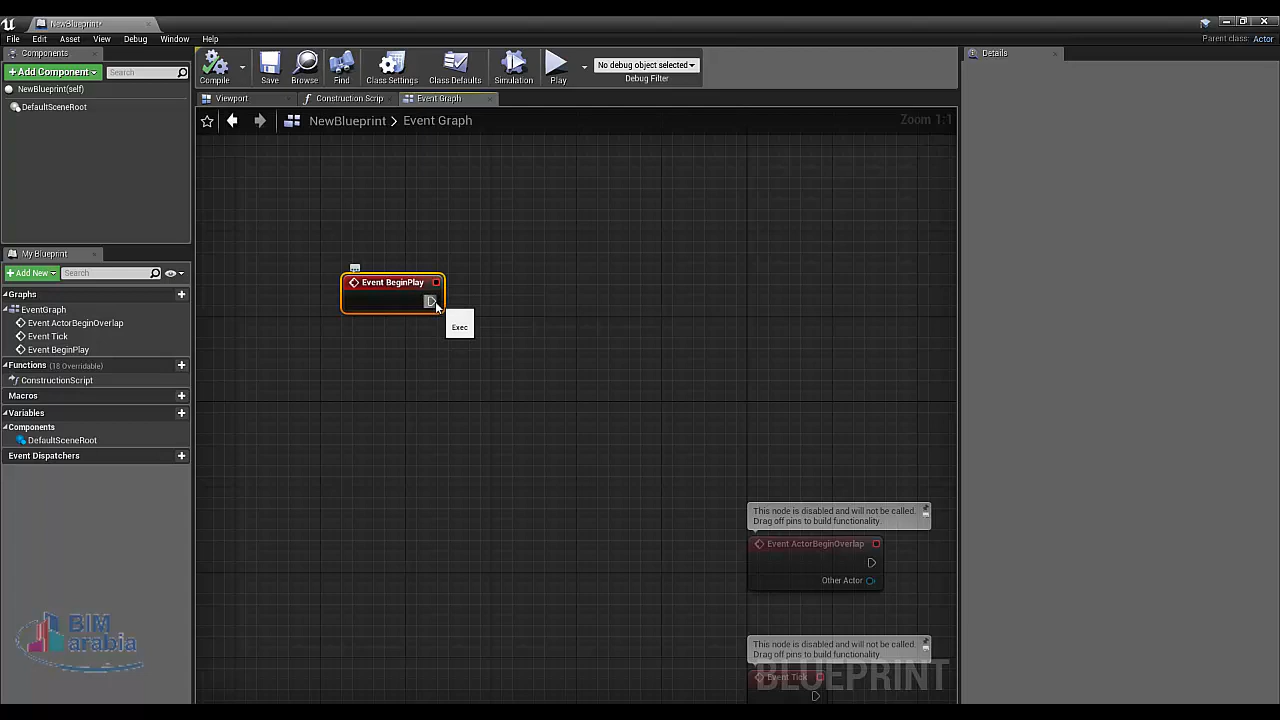 NewBlueprint*
File Edit Asset View Debug Window Help
Parent class: Actor
Components
+Add Component
Search
NewBlueprint(self)
DefaultSceneRoot
Compile
Save
Browse
Find
Class Settings
Class Defaults
Simulation
Play
No debug object selected
Debug Filter
Details
Viewport
Construction Scrip
Event Graph
NewBlueprint > Event Graph
Zoom 1:1
Event BeginPlay
Exec
My Blueprint
+Add New
Search
Graphs
EventGraph
Event ActorBeginOverlap
Event Tick
Event BeginPlay
Functions (18 Overridable)
ConstructionScript
Macros
Variables
Components
DefaultSceneRoot
Event Dispatchers
This node is disabled and will not be called.
Drag off pins to build functionality.
Event ActorBeginOverlap
Other Actor
This node is disabled and will not be called.
Drag off pins to build functionality.
Event Tick
BLUEPRINT
BIM
arabia